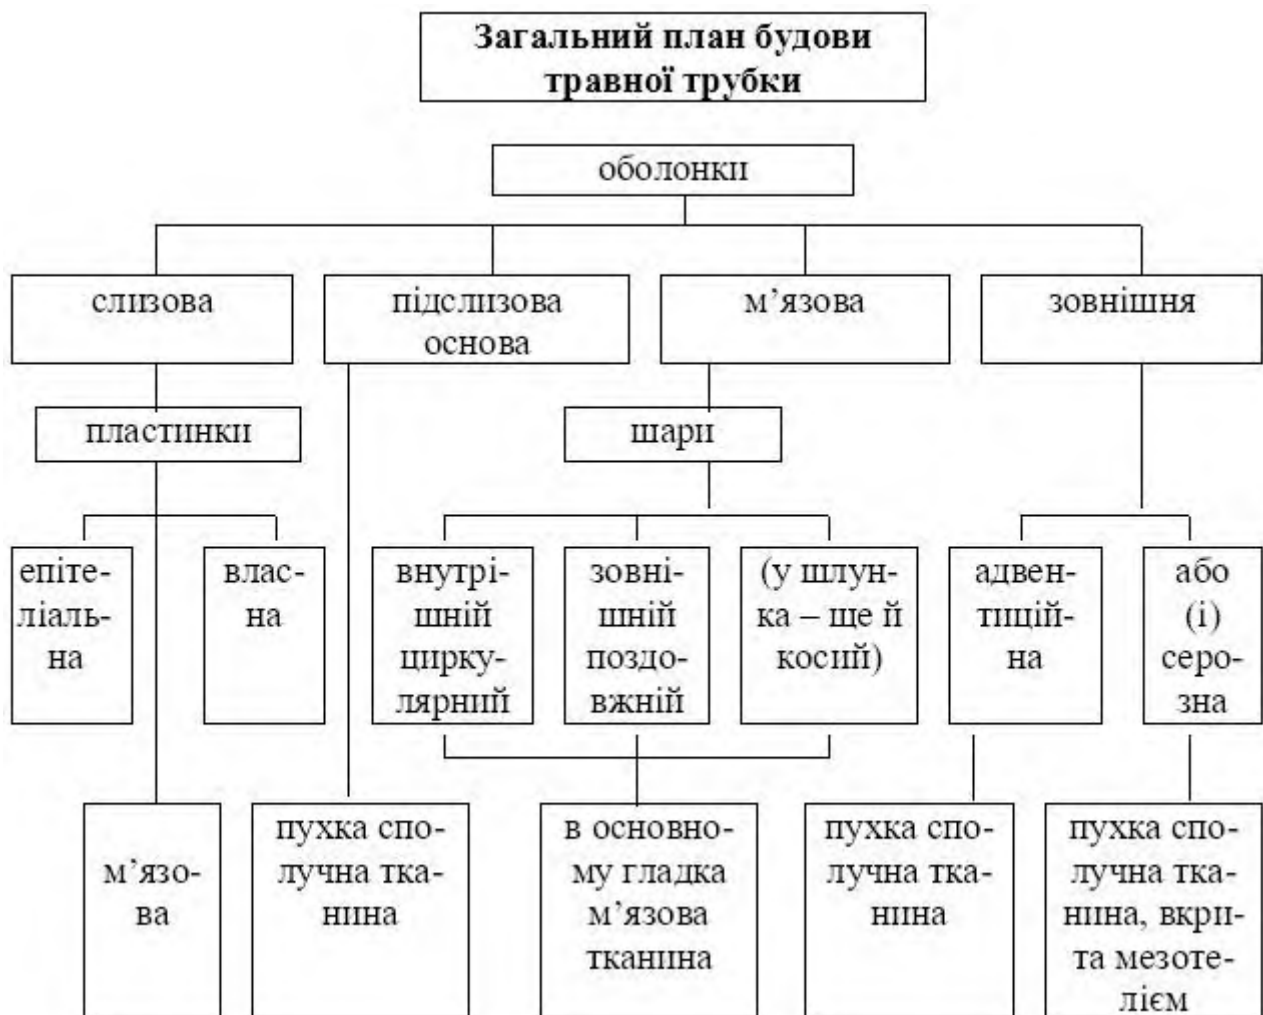 Загальний план будови
травної трубки
оболонки
слизова
підслизова
основа
м’язова
зовнішня
пластинки
шари
епіте-
ліаль-
на
влас-
на
внутрі-
шній
цирку-
лярний
зовні-
шній
поздо-
вжній
(у шлун-
ка – ще й
косий)
адвен-
тицій-
на
або
(і)
серо-
зна
м’язо-
ва
пухка спо-
лучна тка-
нина
в основно-
му гладка
м’язова
тканина
пухка спо-
лучна тка-
нина
пухка спо-
лучна тка-
нина, вкри-
та мезоте-
лієм